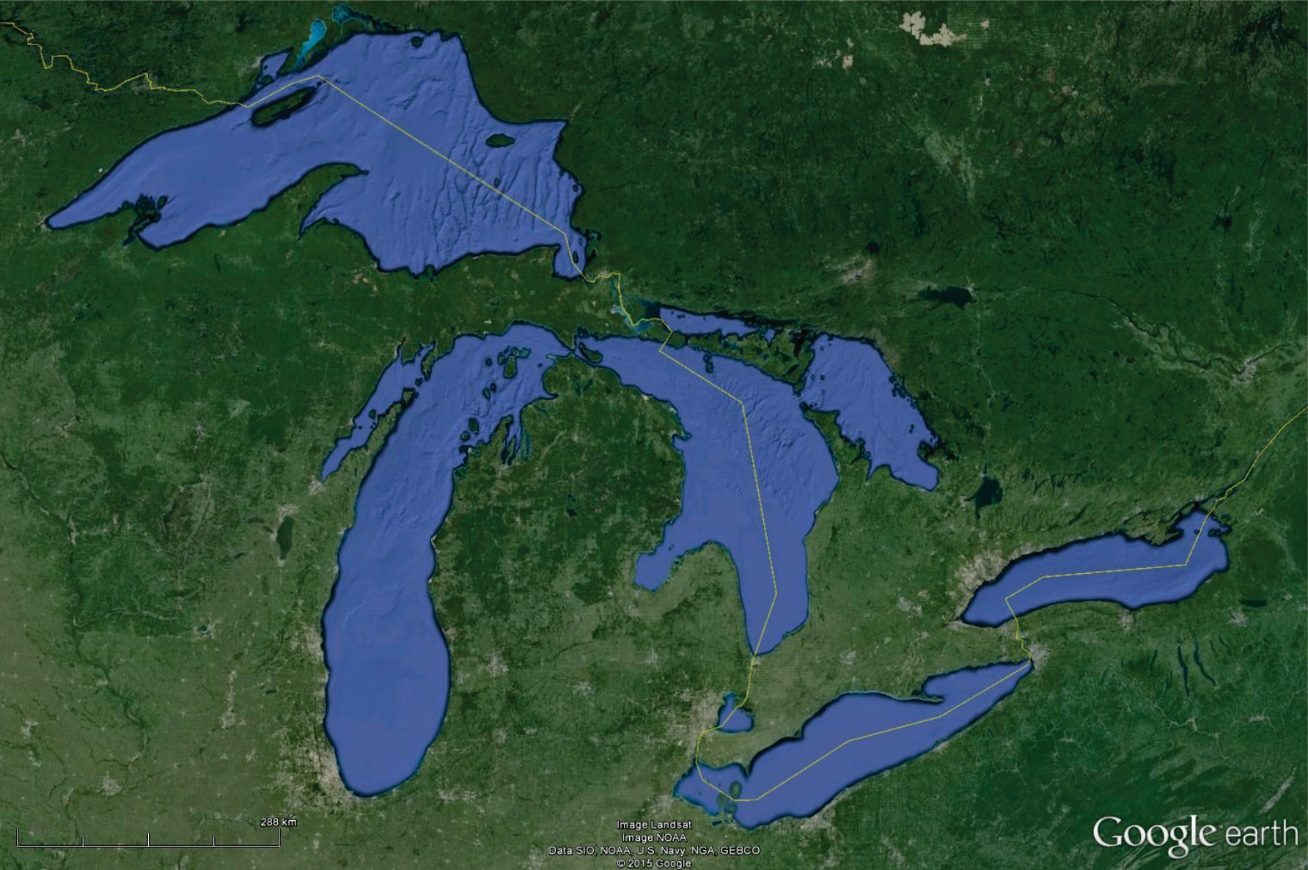 288 km
Image Landsat
Image NOAA
Data SIO, NOAA, U.S. Navy, NGA, GEBCO
© 2015 Google
Google earth